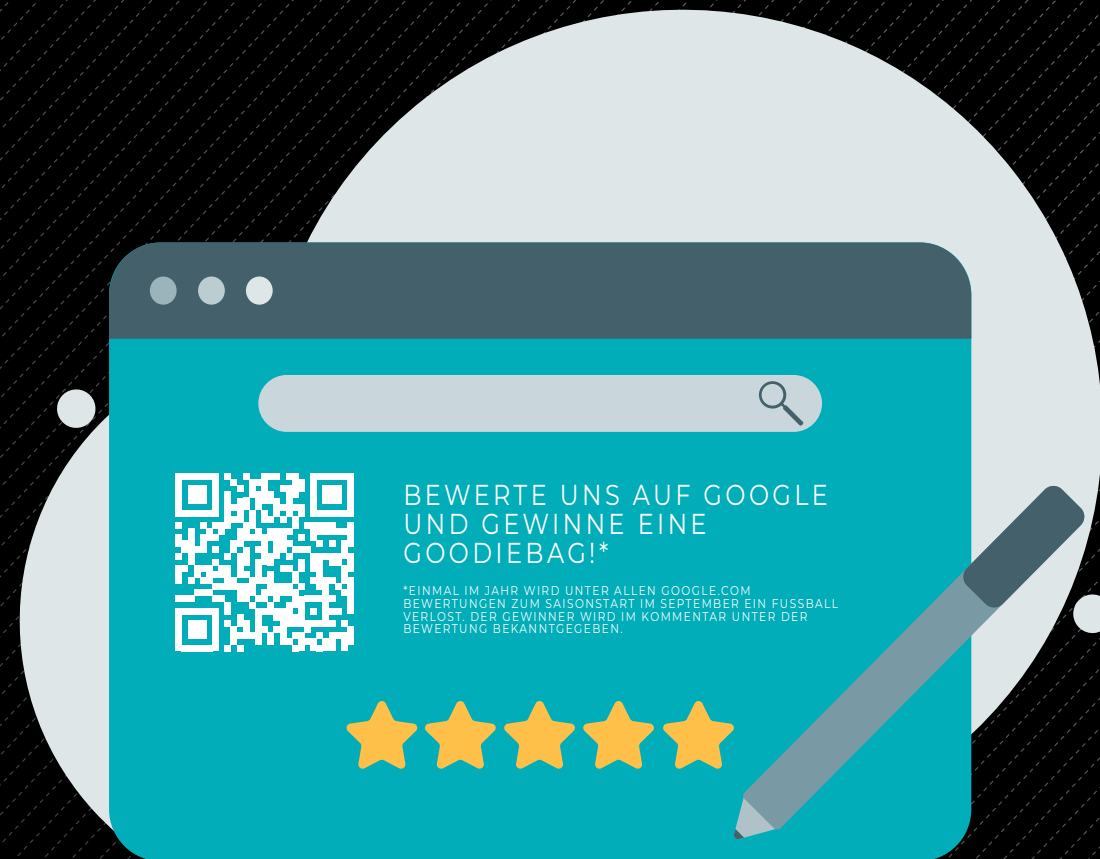 BEWERTE UNS AUF GOOGLE
UND GEWINNE EINE
GOODIEBAG!*
*EINMAL IM JAHR WIRD UNTER ALLEN GOOGLE.COM
BEWERTUNGEN ZUM SAISONSTART IM SEPTEMBER EIN FUSSBALL
VERLOST. DER GEWINNER WIRD IM KOMMENTAR UNTER DER
BEWERTUNG BEKANNTGEGEBEN.